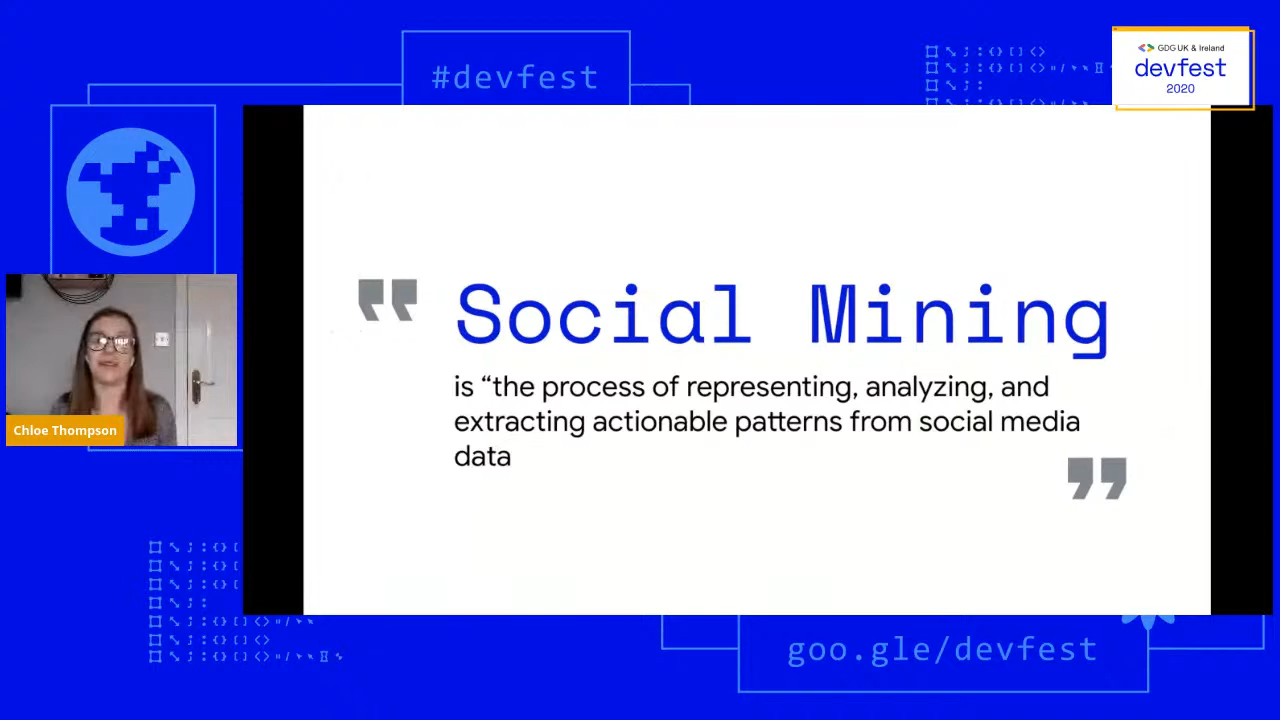 #devfest
GDG UK & Ireland
devfest
2020
Social Mining
is “the process of representing, analyzing, and
extracting actionable patterns from social media
data
Chloe Thompson
goo.gle/devfest